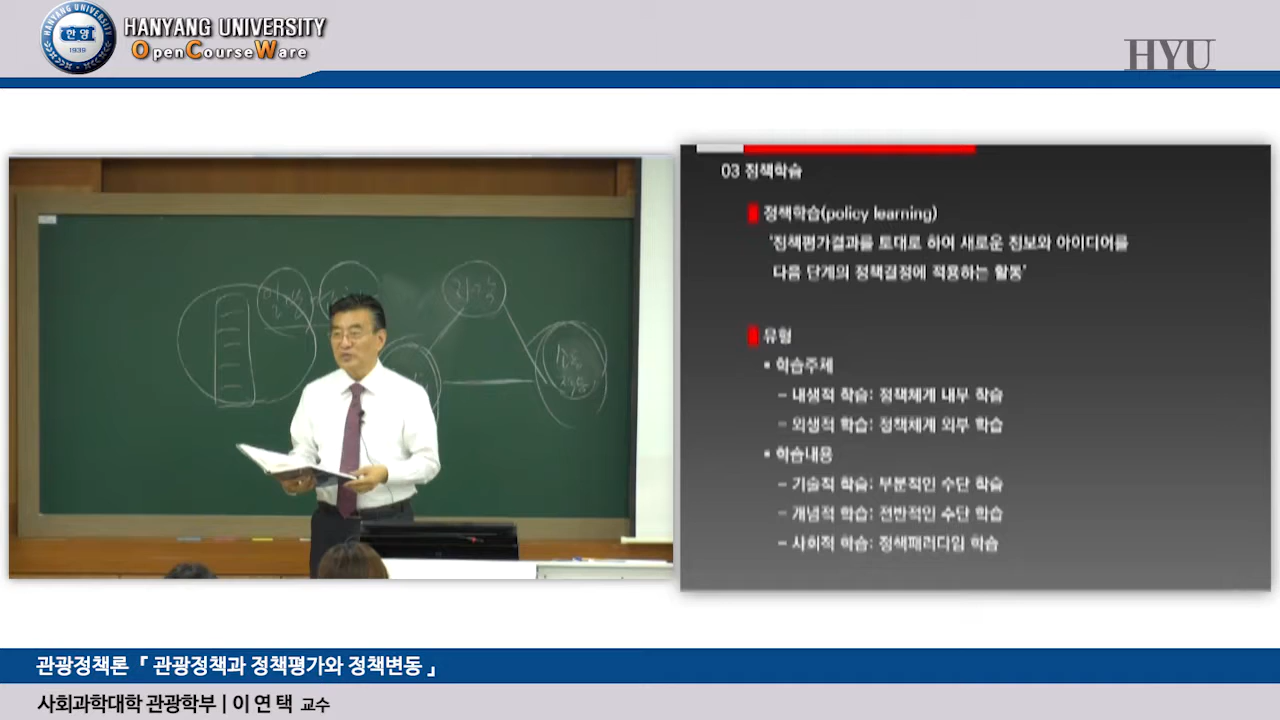 HANYANG UNIVERSITY
한양
1939
HANYANG UNIVERSITY
OpenCourseWare
HYU
03 정책학습
정책학습(policy learning)
'정책평가결과를 토대로 하여 새로운 정보와 아이디어를
다음 단계의 정책결정에 적용하는 활동'
유형
▪ 학습주체
– 내생적 학습: 정책체계 내부 학습
– 외생적 학습: 정책체계 외부 학습
▪ 학습내용
– 기술적 학습: 부분적인 수단 학습
– 개념적 학습: 전반적인 수단 학습
– 사회적 학습: 정책패러다임 학습
관광정책론 「 관광정책과 정책평가와 정책변동 」
사회과학대학 관광학부 | 이 연 택 교수